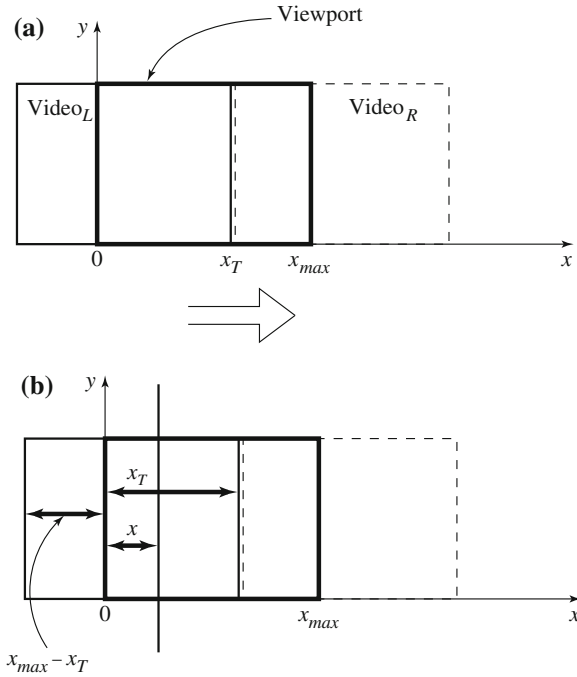 (a)
y
Viewport
Video_L
Video_R
0
x_T
x_max
x
(b)
y
x_T
x
0
x_max
x
x_max – x_T